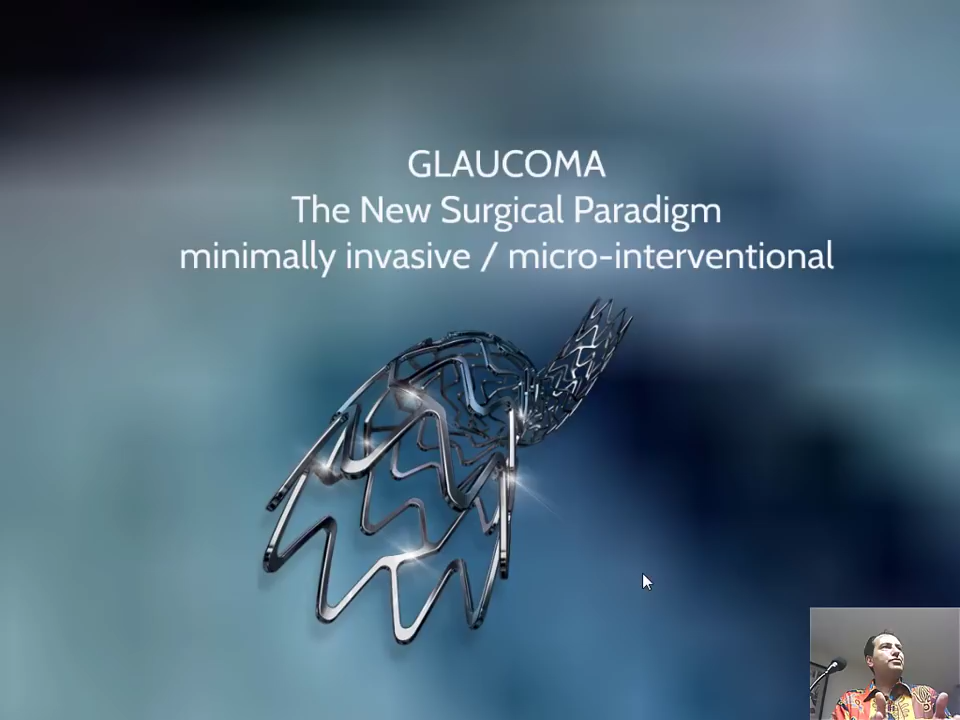 GLAUCOMA
The New Surgical Paradigm
minimally invasive / micro-interventional